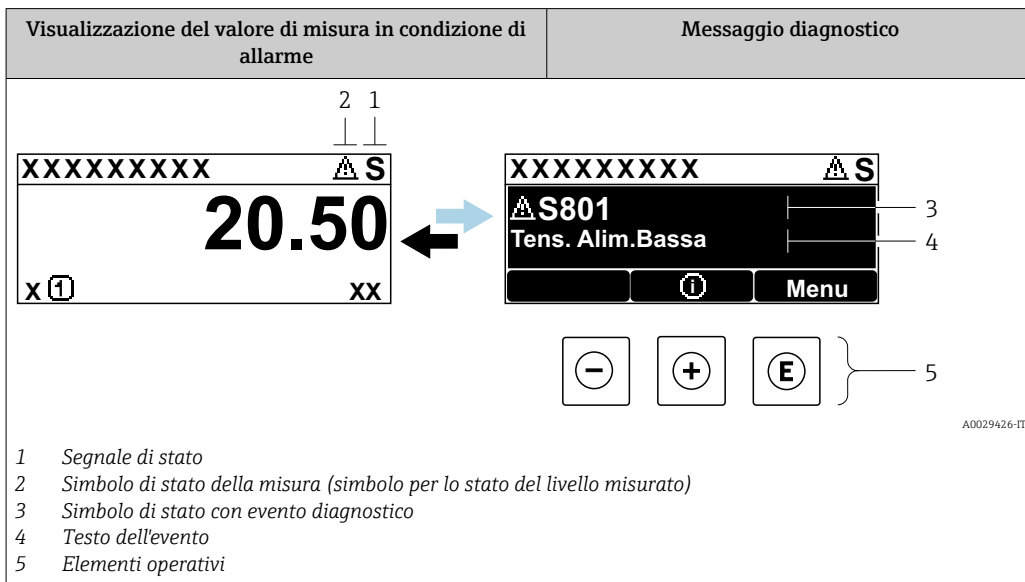 Visualizzazione del valore di misura in condizione di
allarme
Messaggio diagnostico
2 1
XXXXXXXXX ⚠ S
20.50
X 1 XX
XXXXXXXXX ⚠ S
⚠S801
Tens. Alim.Bassa
ⓘ Menu
3
4
− + E
5
A0029426-IT
1 Segnale di stato
2 Simbolo di stato della misura (simbolo per lo stato del livello misurato)
3 Simbolo di stato con evento diagnostico
4 Testo dell'evento
5 Elementi operativi